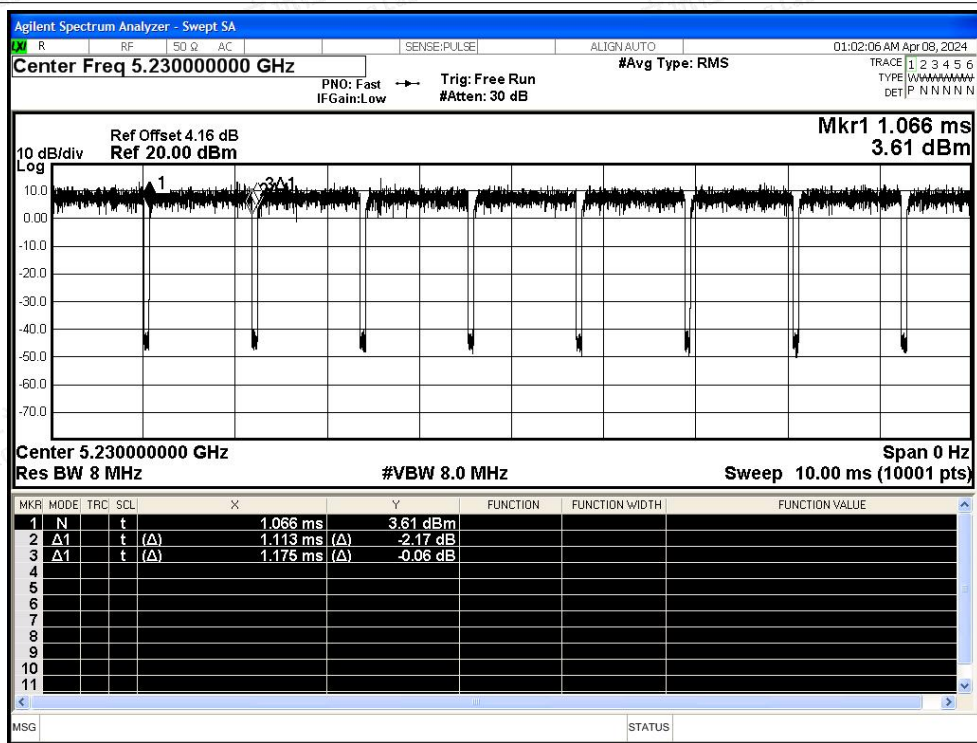 Agilent Spectrum Analyzer - Swept SA
LXI R RF 50 Ω AC SENSE:PULSE ALIGN AUTO 01:02:06 AM Apr 08, 2024
Center Freq 5.230000000 GHz #Avg Type: RMS TRACE 1 2 3 4 5 6
PNO: Fast Trig: Free Run TYPE WWWWWW
IFGain:Low #Atten: 30 dB DET P N N N N N
Mkr1 1.066 ms
Ref Offset 4.16 dB
10 dB/div Ref 20.00 dBm 3.61 dBm
Log
10.0
1
3Δ1
0.00
-10.0
-20.0
-30.0
-40.0
-50.0
-60.0
-70.0
Center 5.230000000 GHz Span 0 Hz
Res BW 8 MHz #VBW 8.0 MHz Sweep 10.00 ms (10001 pts)
MKR MODE TRC SCL X Y FUNCTION FUNCTION WIDTH FUNCTION VALUE
1 N t 1.066 ms 3.61 dBm
2 Δ1 t (Δ) 1.113 ms (Δ) -2.17 dB
3 Δ1 t (Δ) 1.175 ms (Δ) -0.06 dB
4
5
6
7
8
9
10
11
MSG STATUS